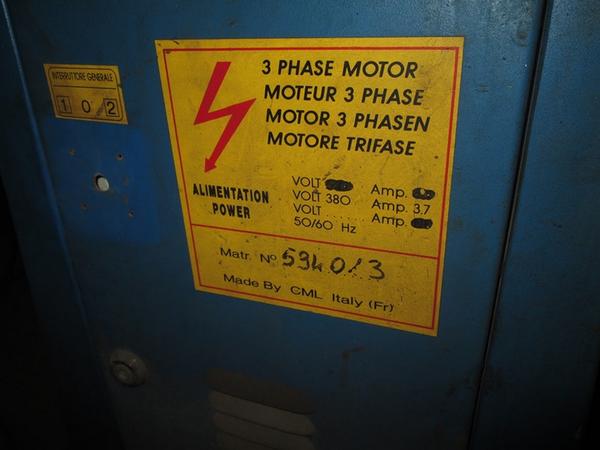 INTERRUTTORE GENERALE
1 0 2
3 PHASE MOTOR
MOTEUR 3 PHASE
MOTOR 3 PHASEN
MOTORE TRIFASE
ALIMENTATION
POWER
VOLT Amp.
VOLT 380 Amp. 3.7
VOLT ...... Amp.
50/60 Hz
Matr. Nº 594013
Made By CML Italy (Fr)